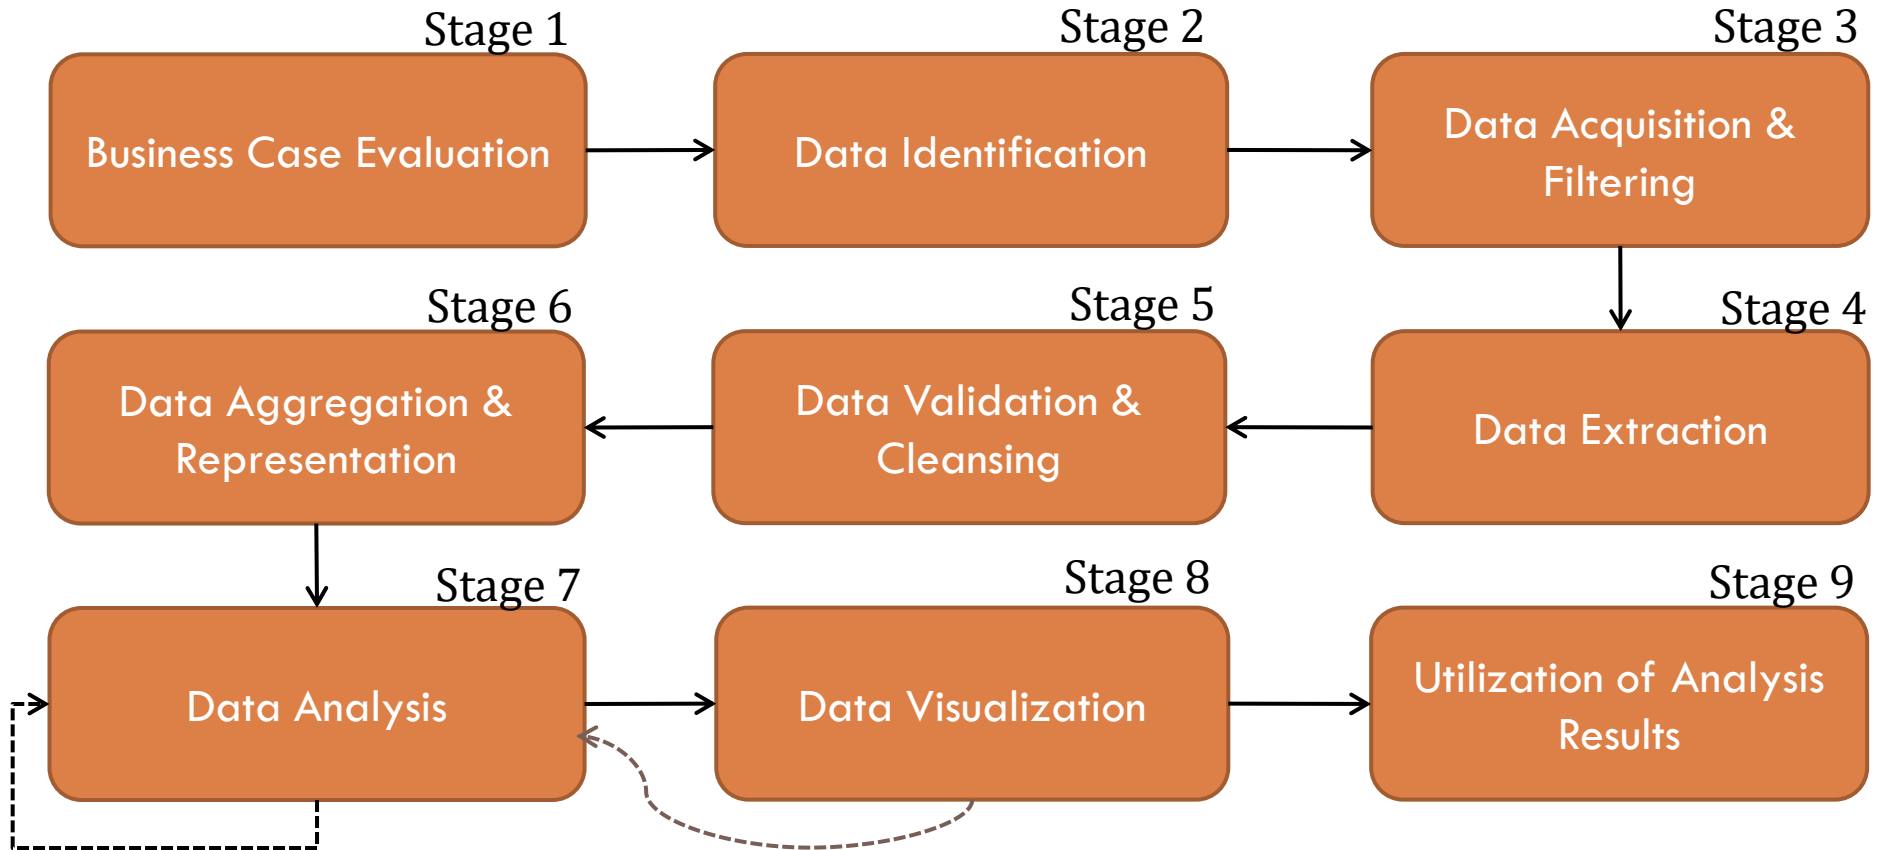 Stage 1
Business Case Evaluation
Stage 2
Data Identification
Stage 3
Data Acquisition &
Filtering
Stage 4
Data Extraction
Stage 5
Data Validation &
Cleansing
Stage 6
Data Aggregation &
Representation
Stage 7
Data Analysis
Stage 8
Data Visualization
Stage 9
Utilization of Analysis
Results